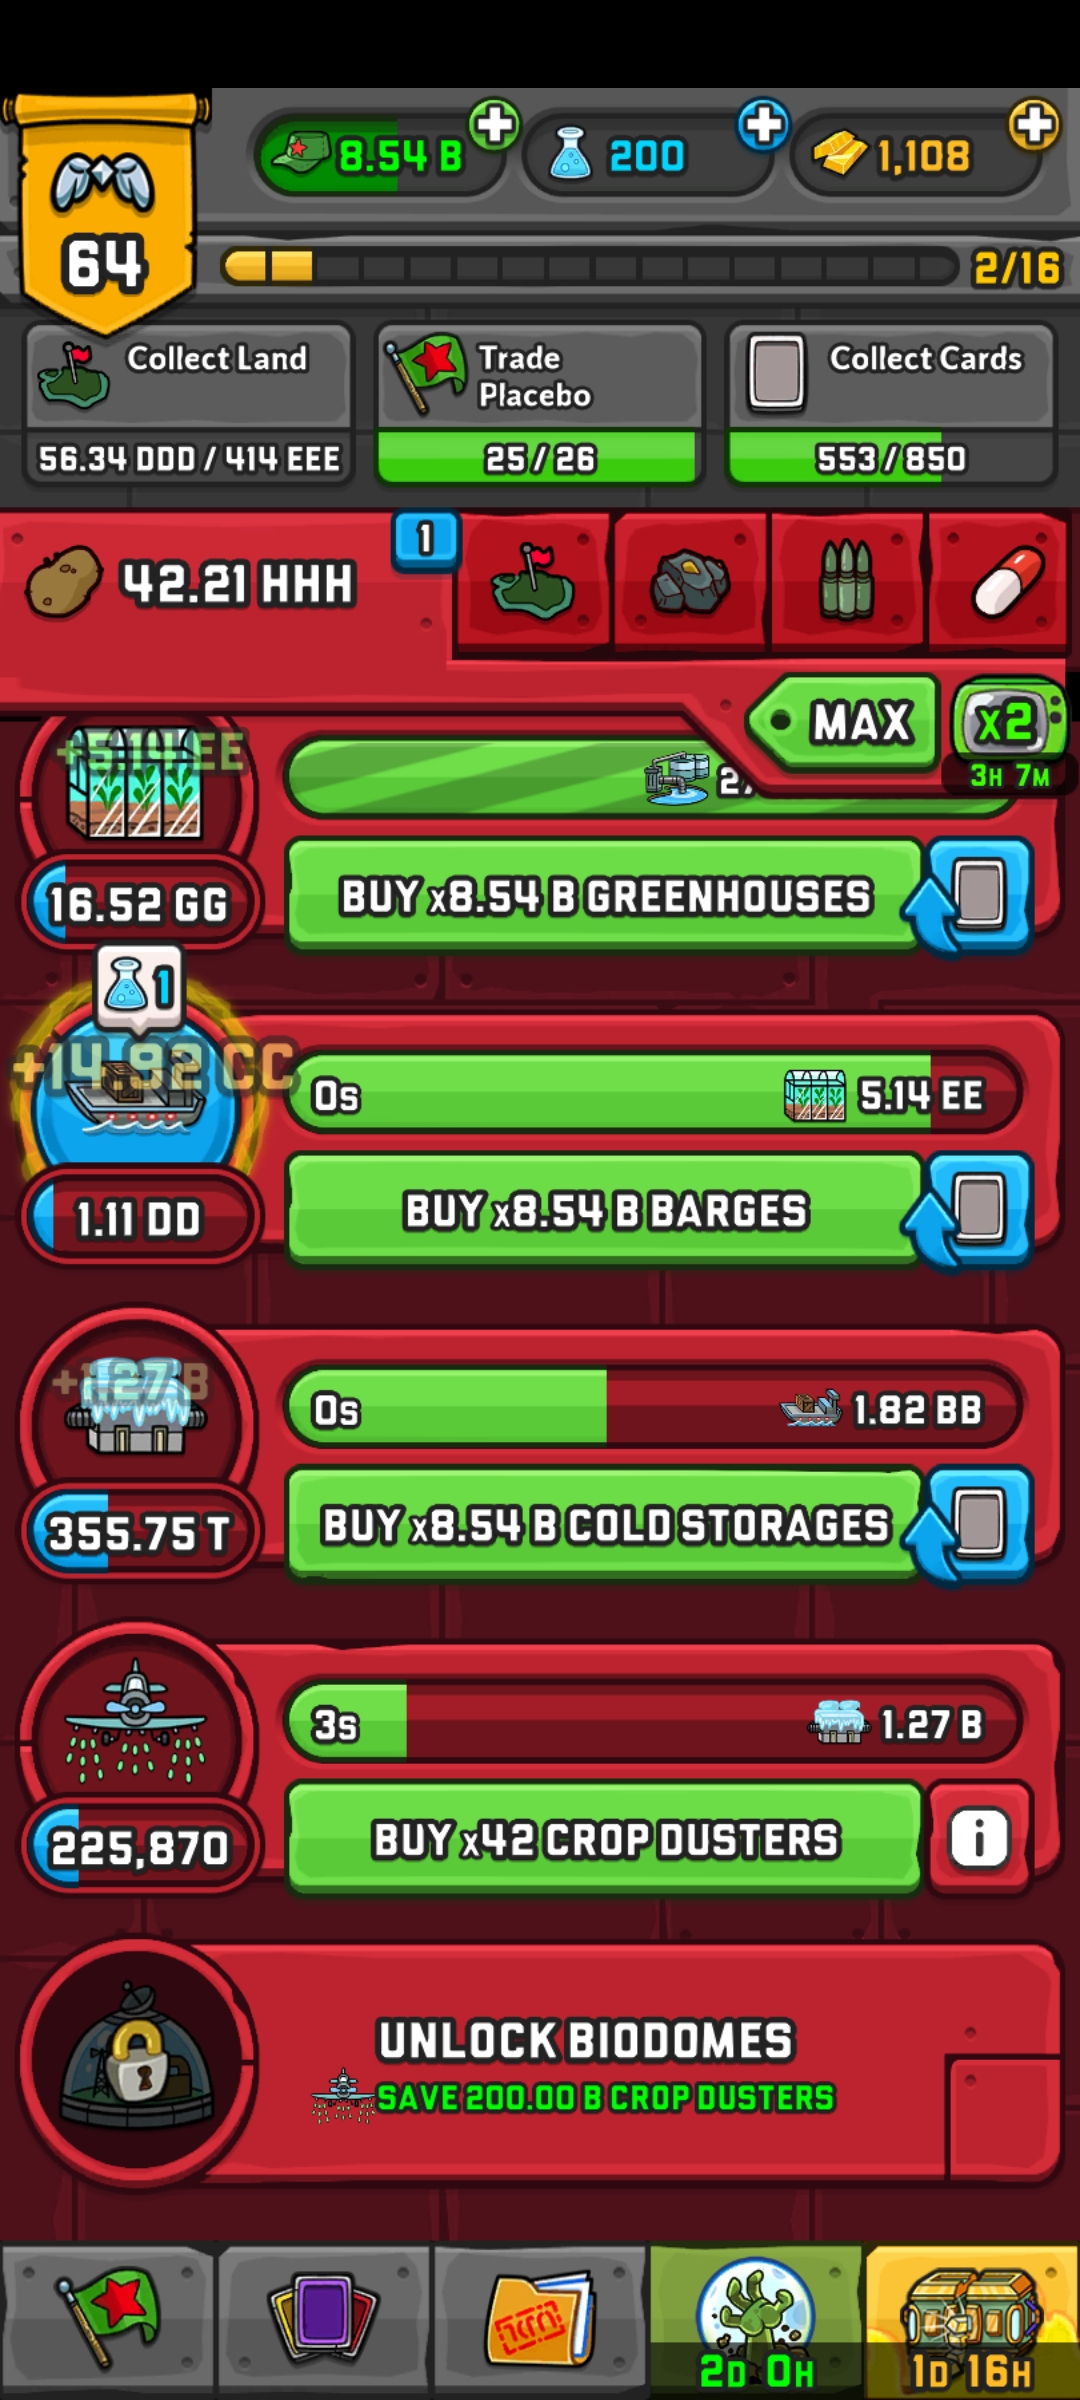 64
8.54 B
200
1,108
2/16
Collect Land
56.34 DDD / 414 EEE
Trade
Placebo
25 / 26
Collect Cards
553 / 850
42.21 HHH
1
MAX
x2
3H 7M
+5.14 EE
16.52 GG
BUY x8.54 B GREENHOUSES
1
+14.92 CC
0s
5.14 EE
1.11 DD
BUY x8.54 B BARGES
+1.27 B
0s
1.82 BB
355.75 T
BUY x8.54 B COLD STORAGES
3s
1.27 B
225,870
BUY x42 CROP DUSTERS
i
UNLOCK BIODOMES
SAVE 200.00 B CROP DUSTERS
2D 0H
1D 16H